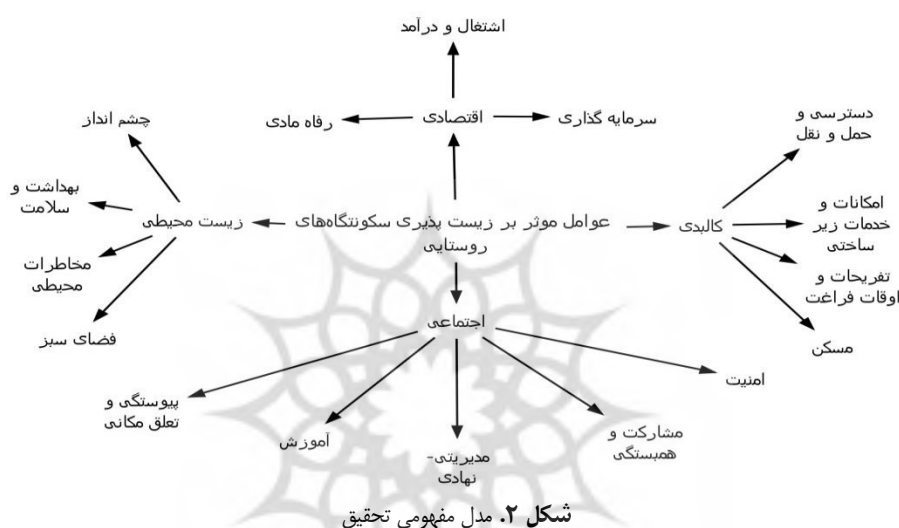 اشتغال و درآمد
رفاه مادی
اقتصادی
سرمایه گذاری
دسترسی و
حمل و نقل
چشم انداز
بهداشت و
سلامت
زیست محیطی
مخاطرات
محیطی
فضای سبز
عوامل موثر بر زیست پذیری سکونتگاه‌های
روستایی
کالبدی
امکانات و
خدمات زیر
ساختی
تفریحات و
اوقات فراغت
مسکن
اجتماعی
امنیت
مشارکت و
همبستگی
مدیریتی-
نهادی
آموزش
پیوستگی و
تعلق مکانی
شکل ۲. مدل مفهومی تحقیق